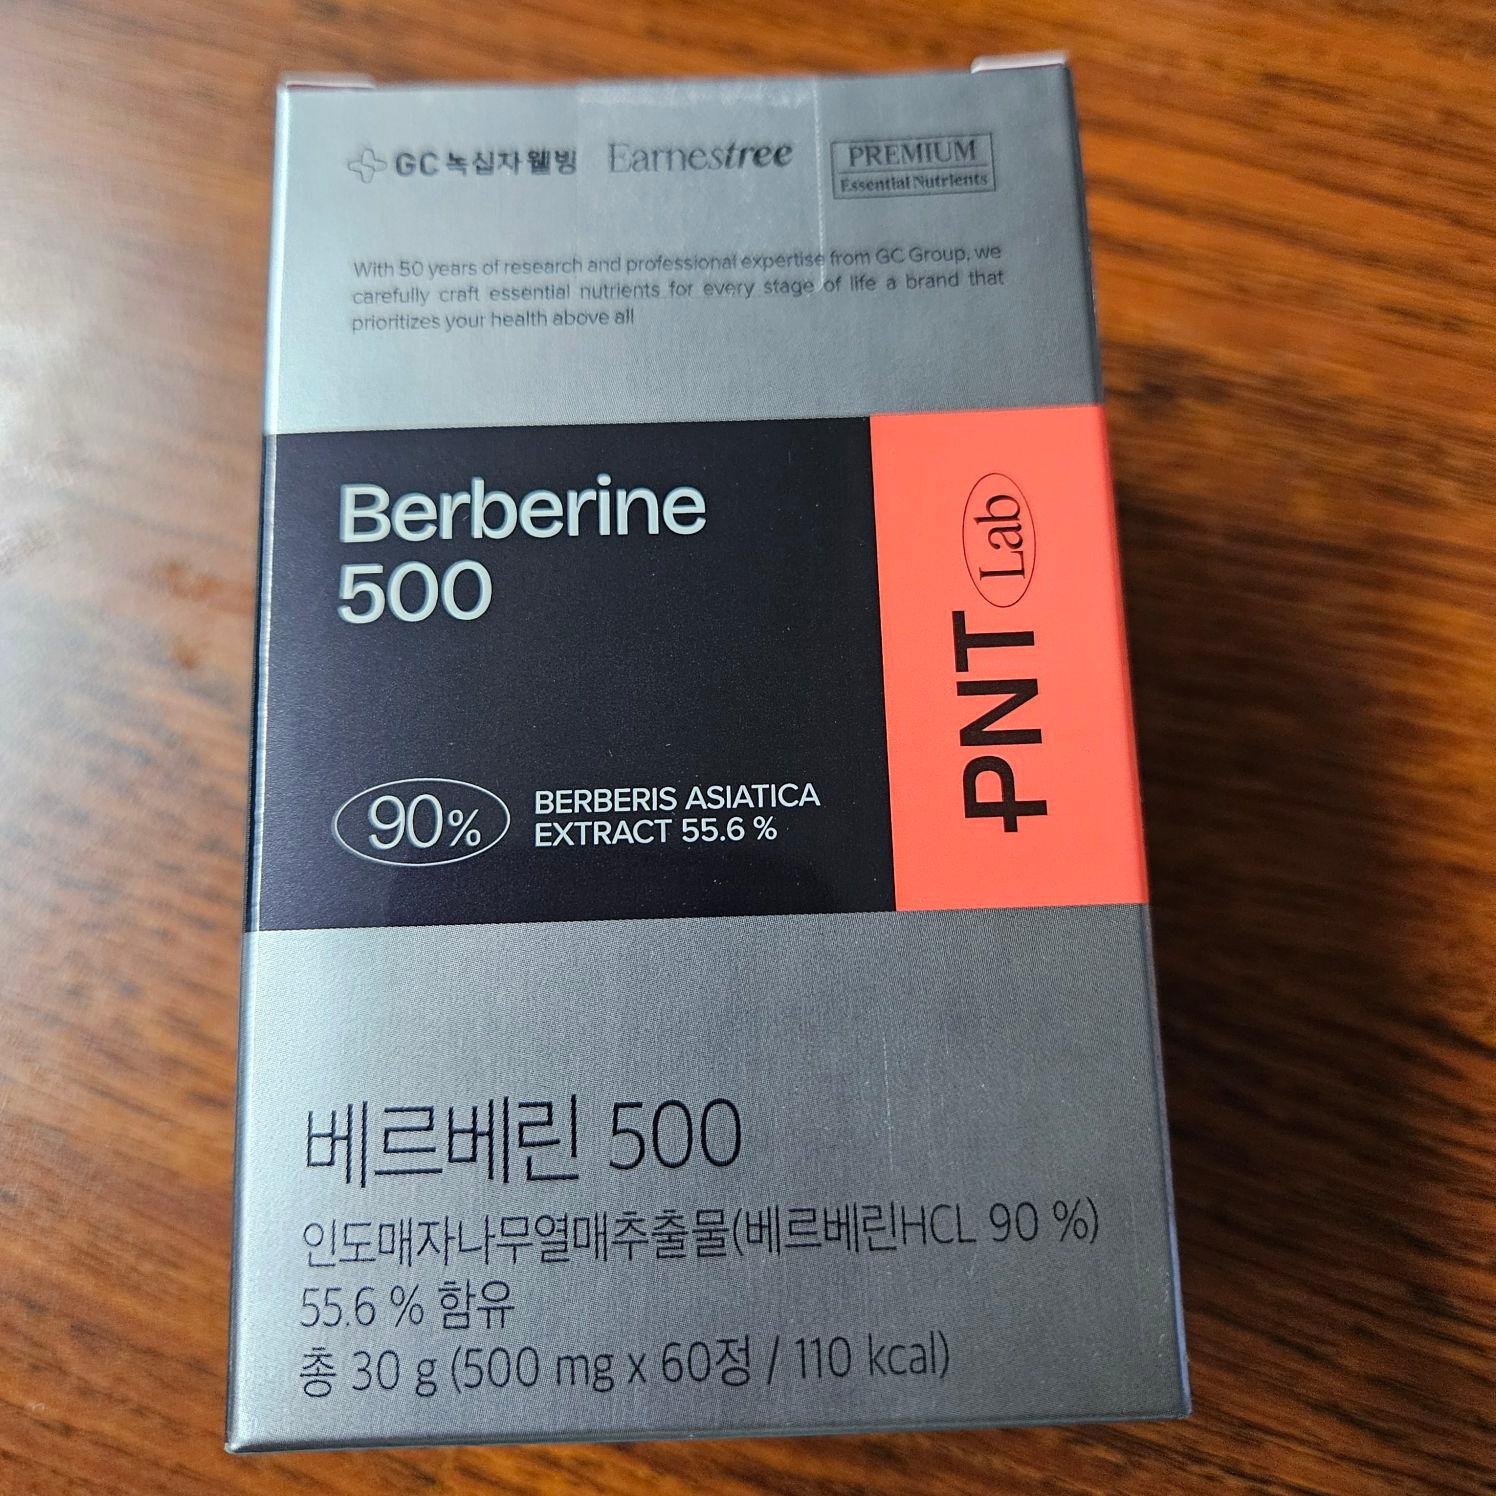 GC 녹십자웰빙 Earnestree PREMIUM
Essential Nutrients
With 50 years of research and professional expertise from GC Group, we
carefully craft essential nutrients for every stage of life a brand that
prioritizes your health above all
Berberine
500
PNT Lab
90% BERBERIS ASIATICA
EXTRACT 55.6 %
베르베린 500
인도매자나무열매추출물(베르베린HCL 90 %)
55.6 % 함유
총 30 g (500 mg x 60정 / 110 kcal)